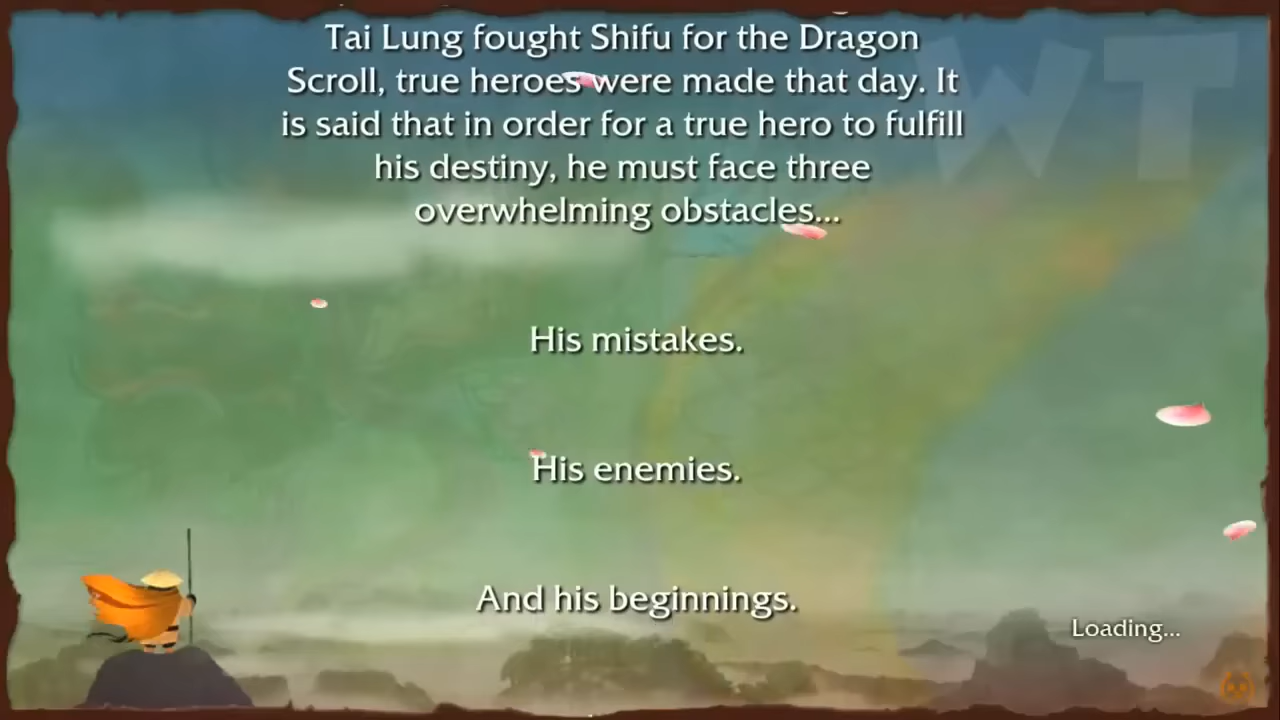 Tai Lung fought Shifu for the Dragon
Scroll, true heroes were made that day. It
is said that in order for a true hero to fulfill
his destiny, he must face three
overwhelming obstacles...
His mistakes.
His enemies.
And his beginnings.
Loading...
WT